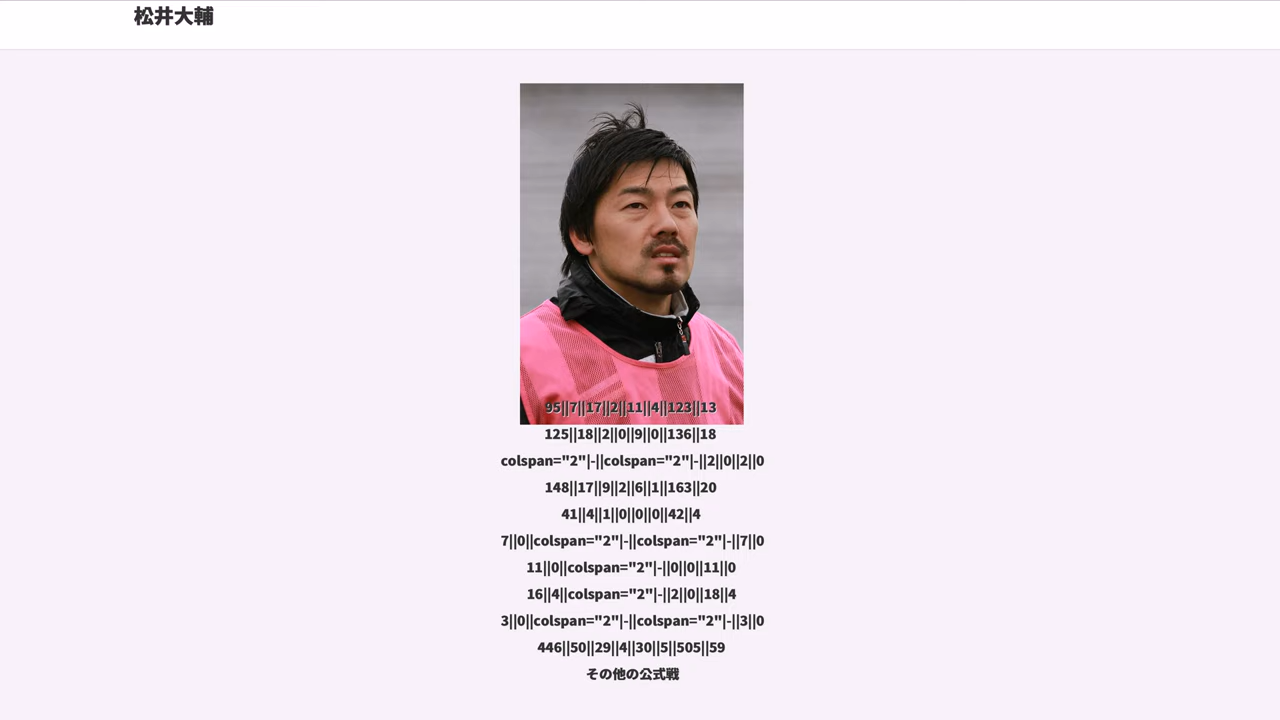 松井大輔
95||7||17||2||11||4||123||13
125||18||2||0||9||0||136||18
colspan="2"|-||colspan="2"|-||2||0||2||0
148||17||9||2||6||1||163||20
41||4||1||0||0||0||42||4
7||0||colspan="2"|-||colspan="2"|-||7||0
11||0||colspan="2"|-||0||0||11||0
16||4||colspan="2"|-||2||0||18||4
3||0||colspan="2"|-||colspan="2"|-||3||0
446||50||29||4||30||5||505||59
その他の公式戦